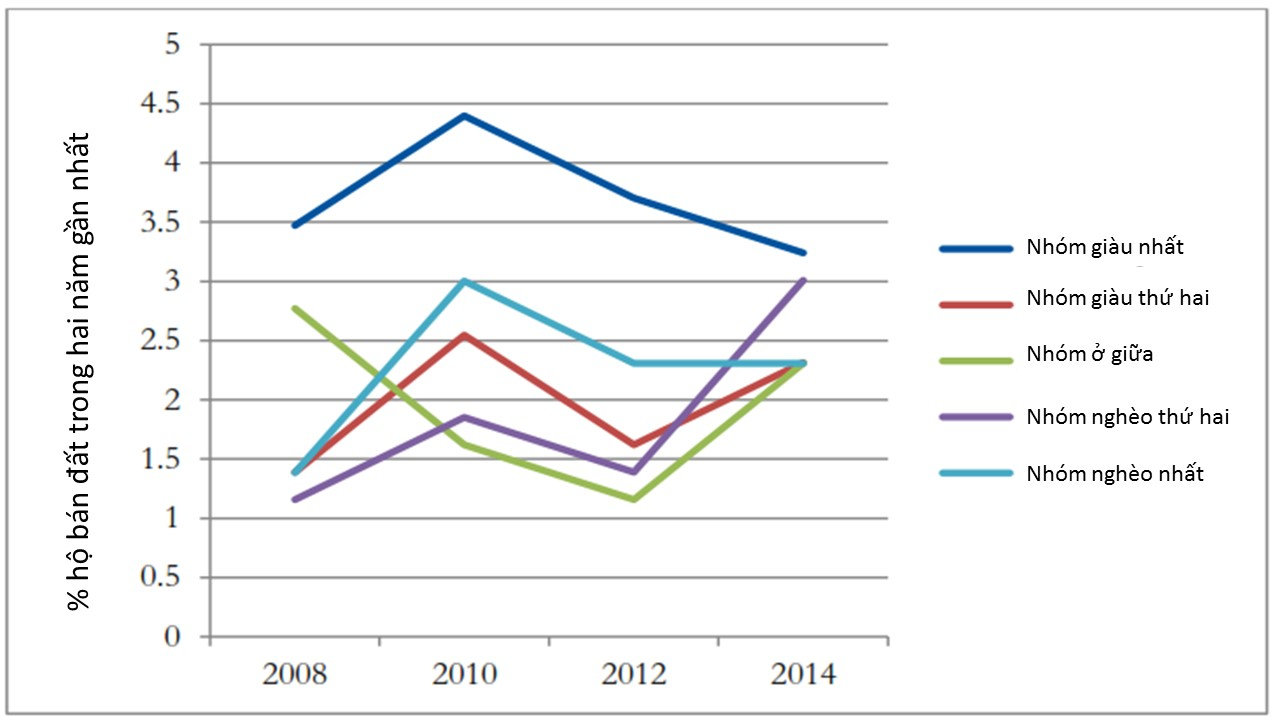 % hộ bán đất trong hai năm gần nhất
5
4.5
4
3.5
3
2.5
2
1.5
1
0.5
0
2008 2010 2012 2014
Nhóm giàu nhất
Nhóm giàu thứ hai
Nhóm ở giữa
Nhóm nghèo thứ hai
Nhóm nghèo nhất